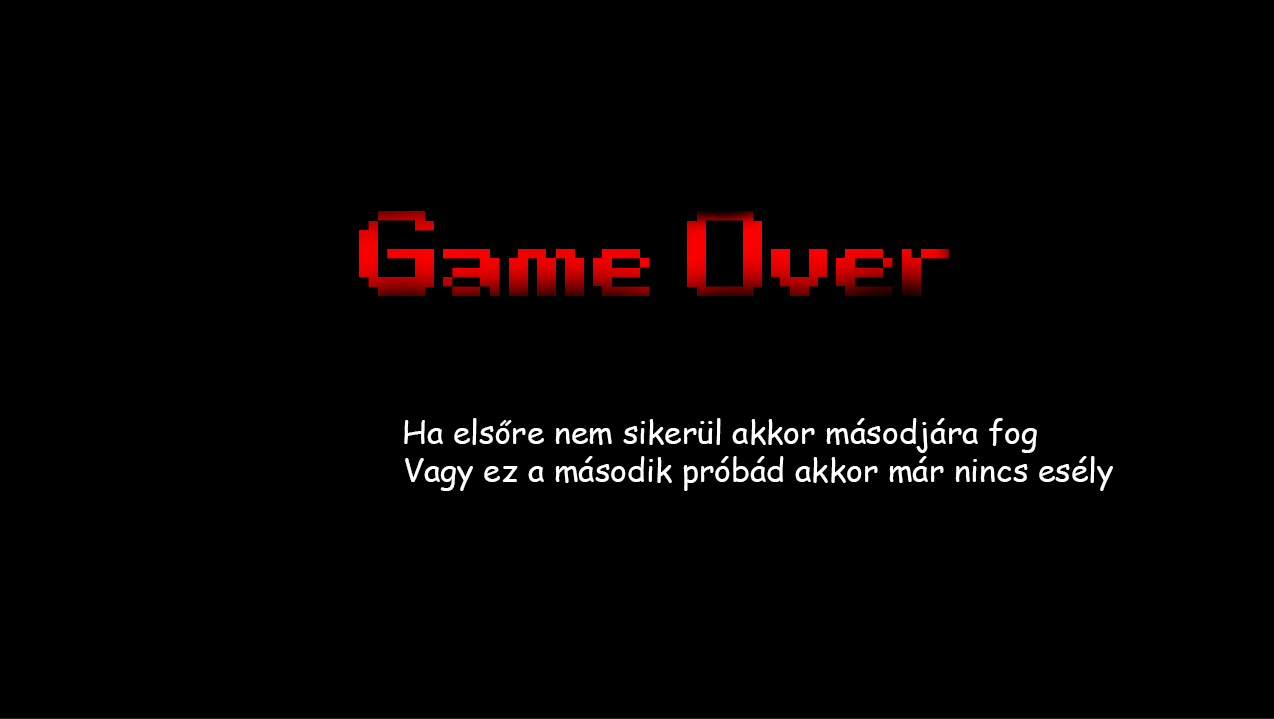 Game Over
Ha elsőre nem sikerül akkor másodjára fog
Vagy ez a második próbád akkor már nincs esély